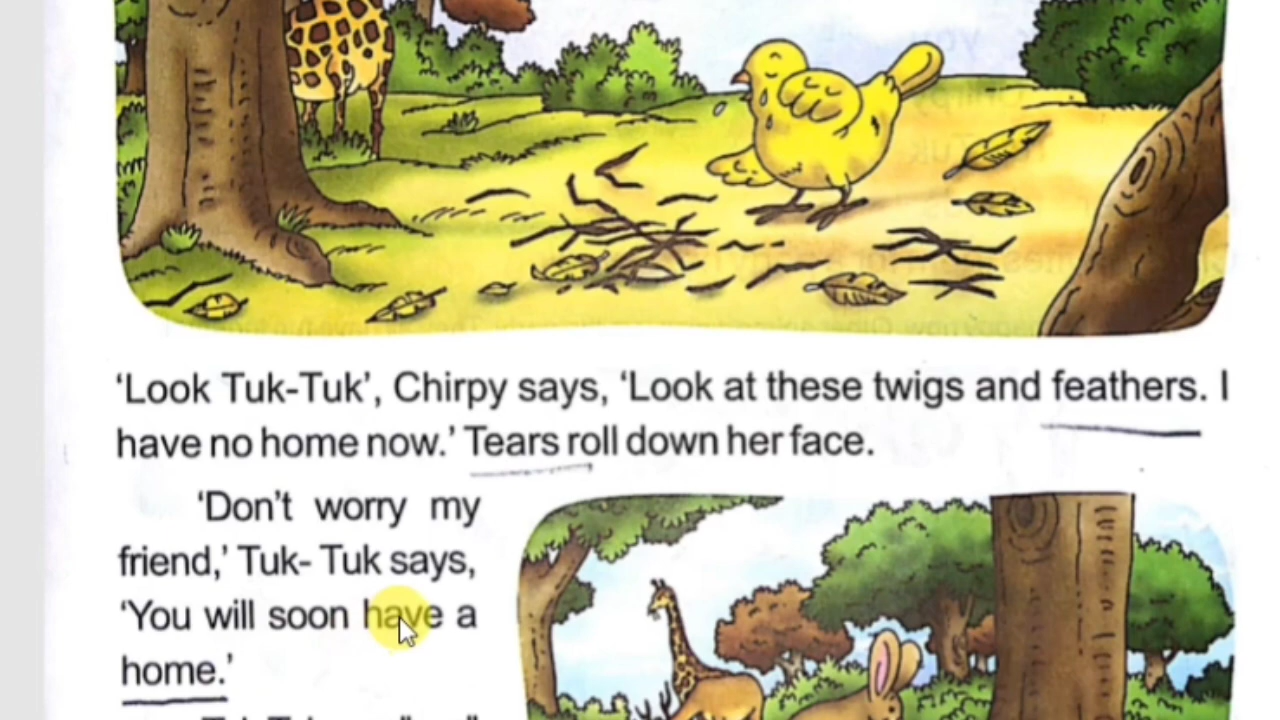 ‘Look Tuk-Tuk’, Chirpy says, ‘Look at these twigs and feathers. I
have no home now.’ Tears roll down her face.
‘Don’t worry my
friend,’ Tuk- Tuk says,
‘You will soon have a
home.’